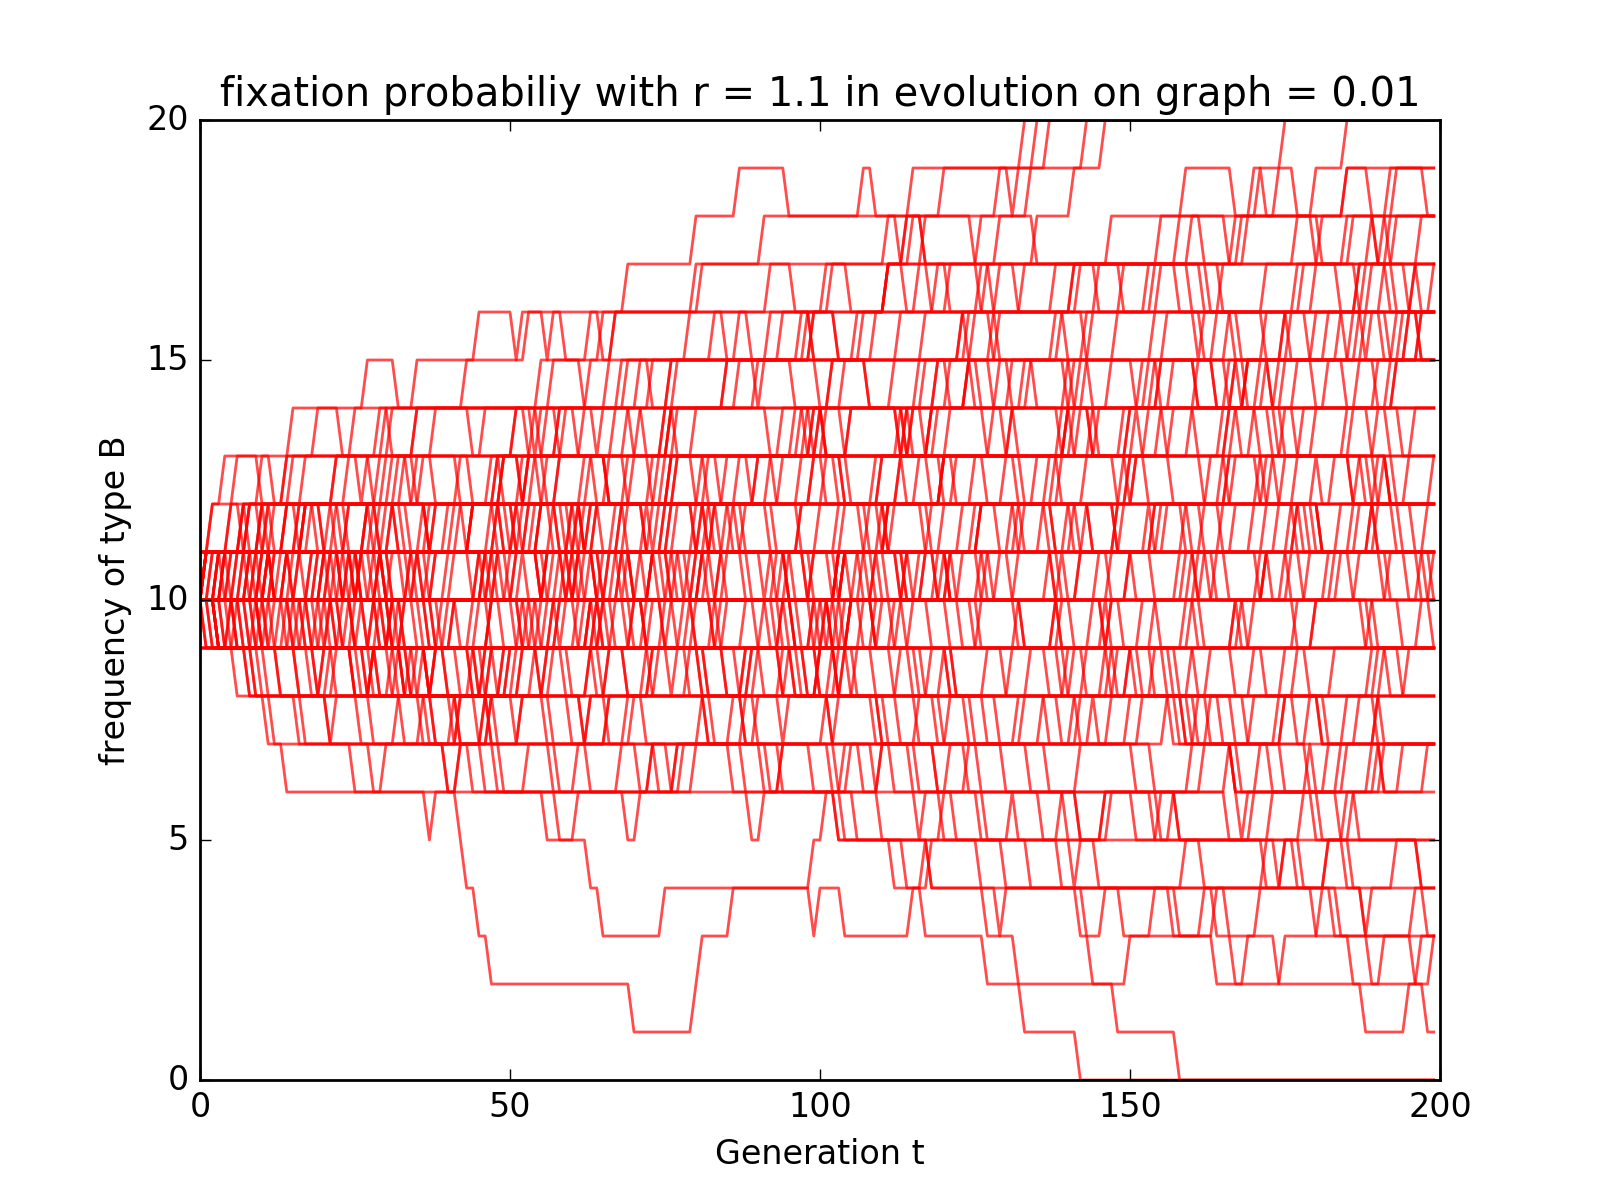 fixation probabiliy with r = 1.1 in evolution on graph = 0.01
20
15
10
5
0
frequency of type B
0 50 100 150 200
Generation t